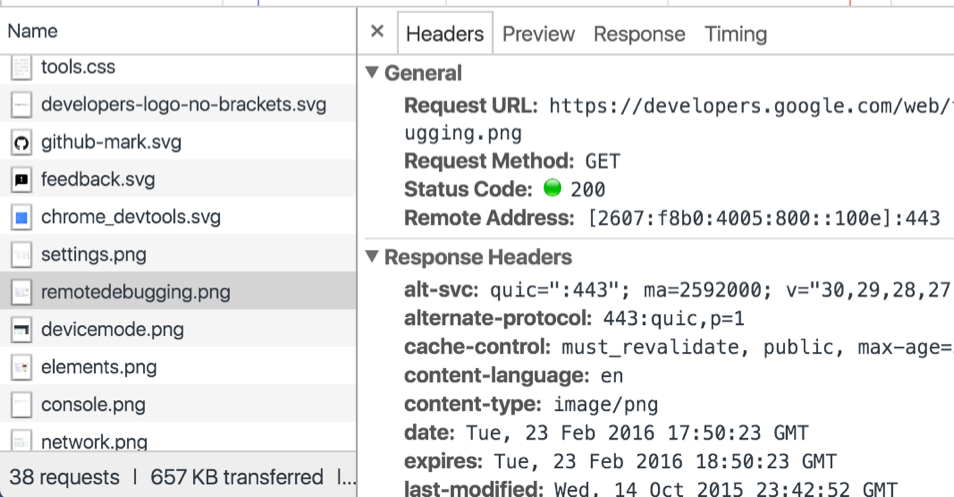 Name
tools.css
developers-logo-no-brackets.svg
github-mark.svg
feedback.svg
chrome_devtools.svg
settings.png
remotedebugging.png
devicemode.png
elements.png
console.png
network.png
38 requests | 657 KB transferred | ...
× Headers Preview Response Timing
▼ General
Request URL: https://developers.google.com/web/
ugging.png
Request Method: GET
Status Code: 200
Remote Address: [2607:f8b0:4005:800::100e]:443
▼ Response Headers
alt-svc: quic=":443"; ma=2592000; v="30,29,28,27
alternate-protocol: 443:quic,p=1
cache-control: must_revalidate, public, max-age=
content-language: en
content-type: image/png
date: Tue, 23 Feb 2016 17:50:23 GMT
expires: Tue, 23 Feb 2016 18:50:23 GMT
last-modified: Wed, 14 Oct 2015 23:42:52 GMT